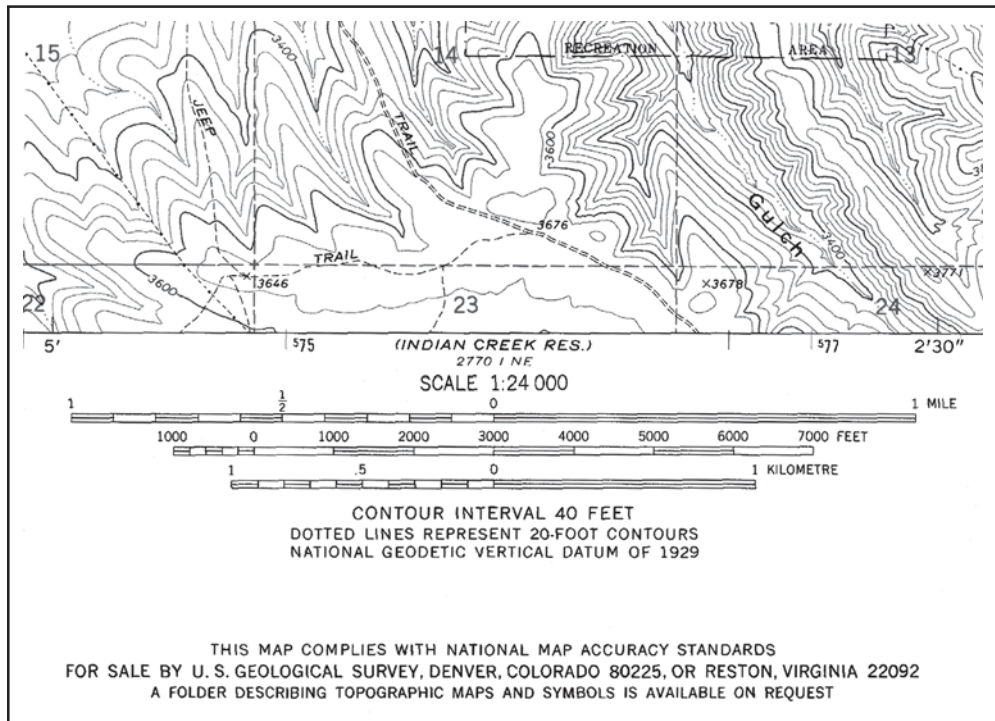 15
14
RECREATION AREA
13
3400
JEEP
TRAIL
3600
3676
Gulch
3400
TRAIL
3600
3646
3678
3771
22
23
24
5'
575
(INDIAN CREEK RES.)
577
2'30"
2770 I NE
SCALE 1:24 000
1 1/2 0 1 MILE
1000 0 1000 2000 3000 4000 5000 6000 7000 FEET
1 .5 0 1 KILOMETRE
CONTOUR INTERVAL 40 FEET
DOTTED LINES REPRESENT 20-FOOT CONTOURS
NATIONAL GEODETIC VERTICAL DATUM OF 1929
THIS MAP COMPLIES WITH NATIONAL MAP ACCURACY STANDARDS
FOR SALE BY U. S. GEOLOGICAL SURVEY, DENVER, COLORADO 80225, OR RESTON, VIRGINIA 22092
A FOLDER DESCRIBING TOPOGRAPHIC MAPS AND SYMBOLS IS AVAILABLE ON REQUEST